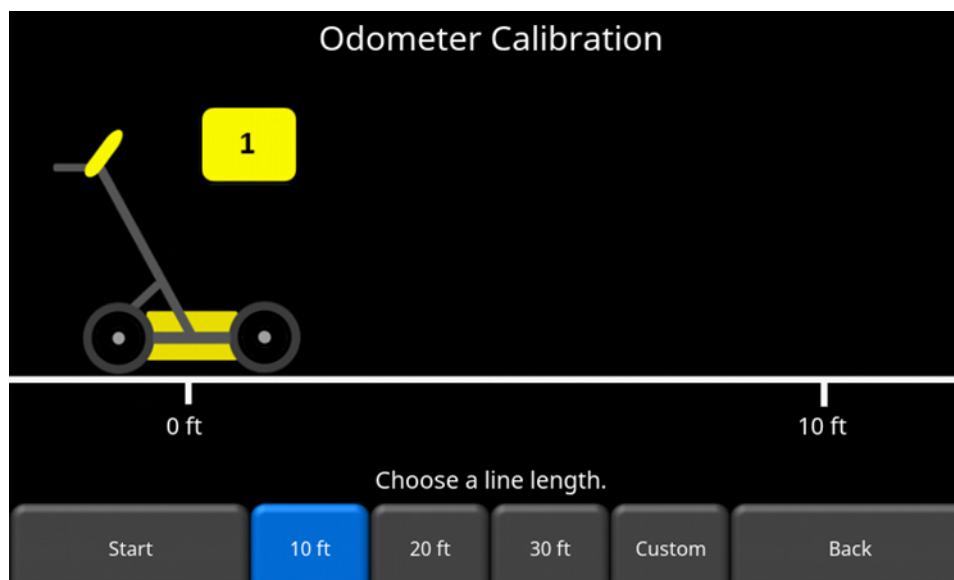 Odometer Calibration
1
0 ft
10 ft
Choose a line length.
Start
10 ft
20 ft
30 ft
Custom
Back